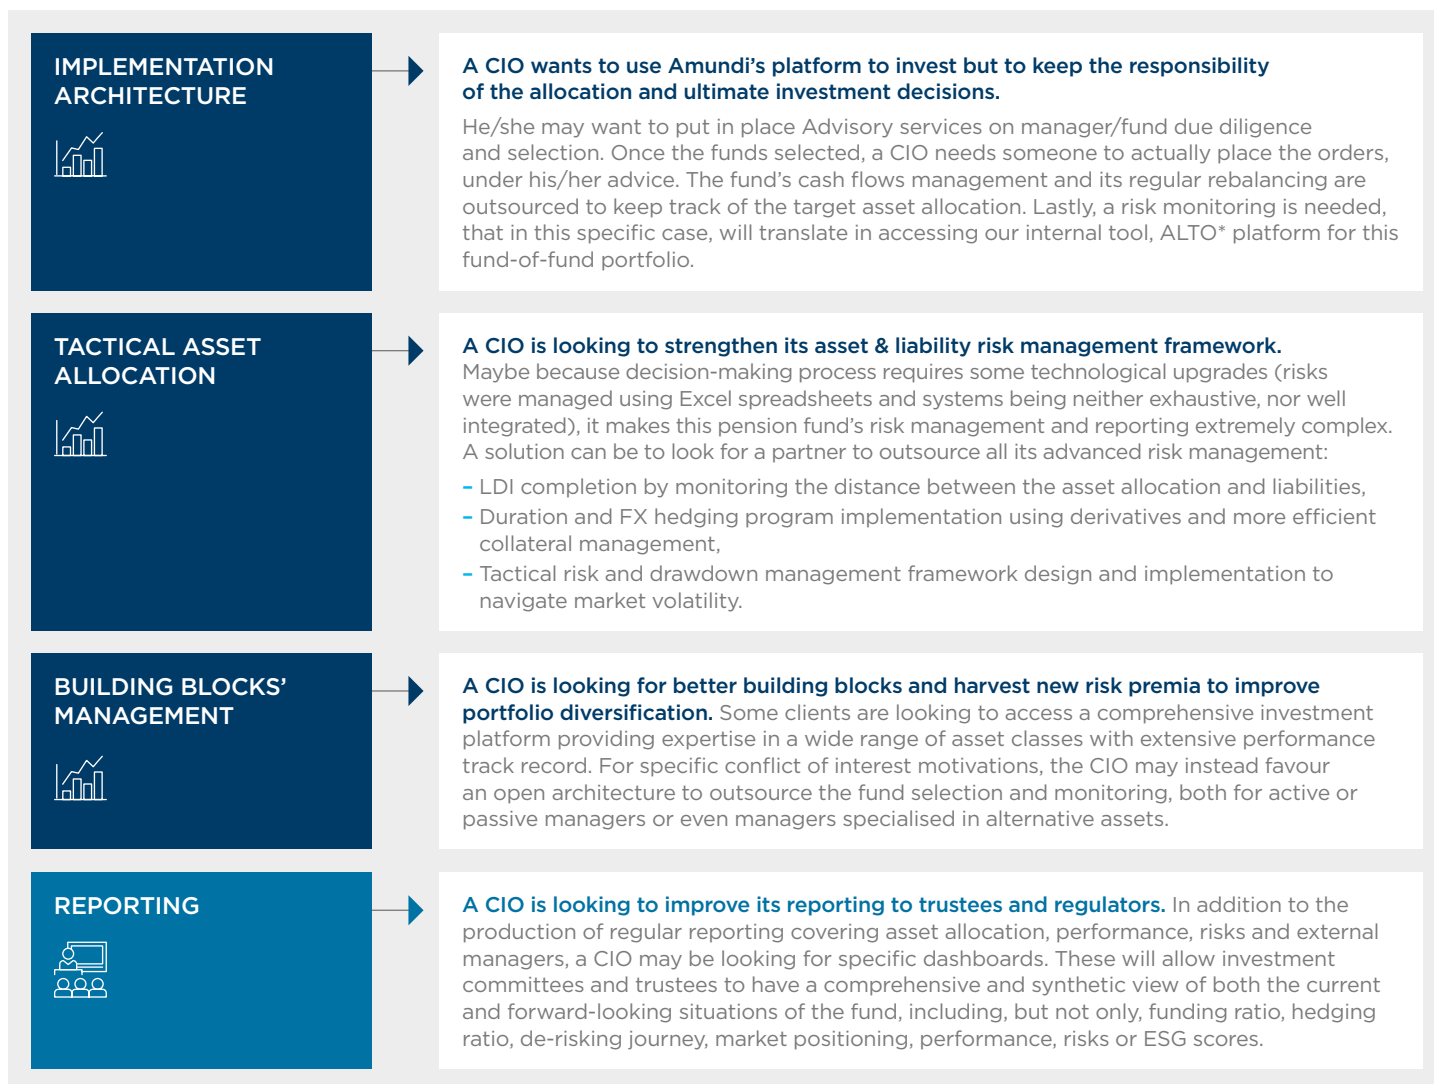 IMPLEMENTATION
ARCHITECTURE
A CIO wants to use Amundi’s platform to invest but to keep the responsibility
of the allocation and ultimate investment decisions.
He/she may want to put in place Advisory services on manager/fund due diligence
and selection. Once the funds selected, a CIO needs someone to actually place the orders,
under his/her advice. The fund’s cash flows management and its regular rebalancing are
outsourced to keep track of the target asset allocation. Lastly, a risk monitoring is needed,
that in this specific case, will translate in accessing our internal tool, ALTO* platform for this
fund-of-fund portfolio.
TACTICAL ASSET
ALLOCATION
A CIO is looking to strengthen its asset & liability risk management framework.
Maybe because decision-making process requires some technological upgrades (risks
were managed using Excel spreadsheets and systems being neither exhaustive, nor well
integrated), it makes this pension fund’s risk management and reporting extremely complex.
A solution can be to look for a partner to outsource all its advanced risk management:
– LDI completion by monitoring the distance between the asset allocation and liabilities,
– Duration and FX hedging program implementation using derivatives and more efficient
collateral management,
– Tactical risk and drawdown management framework design and implementation to
navigate market volatility.
BUILDING BLOCKS’
MANAGEMENT
A CIO is looking for better building blocks and harvest new risk premia to improve
portfolio diversification. Some clients are looking to access a comprehensive investment
platform providing expertise in a wide range of asset classes with extensive performance
track record. For specific conflict of interest motivations, the CIO may instead favour
an open architecture to outsource the fund selection and monitoring, both for active or
passive managers or even managers specialised in alternative assets.
REPORTING
A CIO is looking to improve its reporting to trustees and regulators. In addition to the
production of regular reporting covering asset allocation, performance, risks and external
managers, a CIO may be looking for specific dashboards. These will allow investment
committees and trustees to have a comprehensive and synthetic view of both the current
and forward-looking situations of the fund, including, but not only, funding ratio, hedging
ratio, de-risking journey, market positioning, performance, risks or ESG scores.